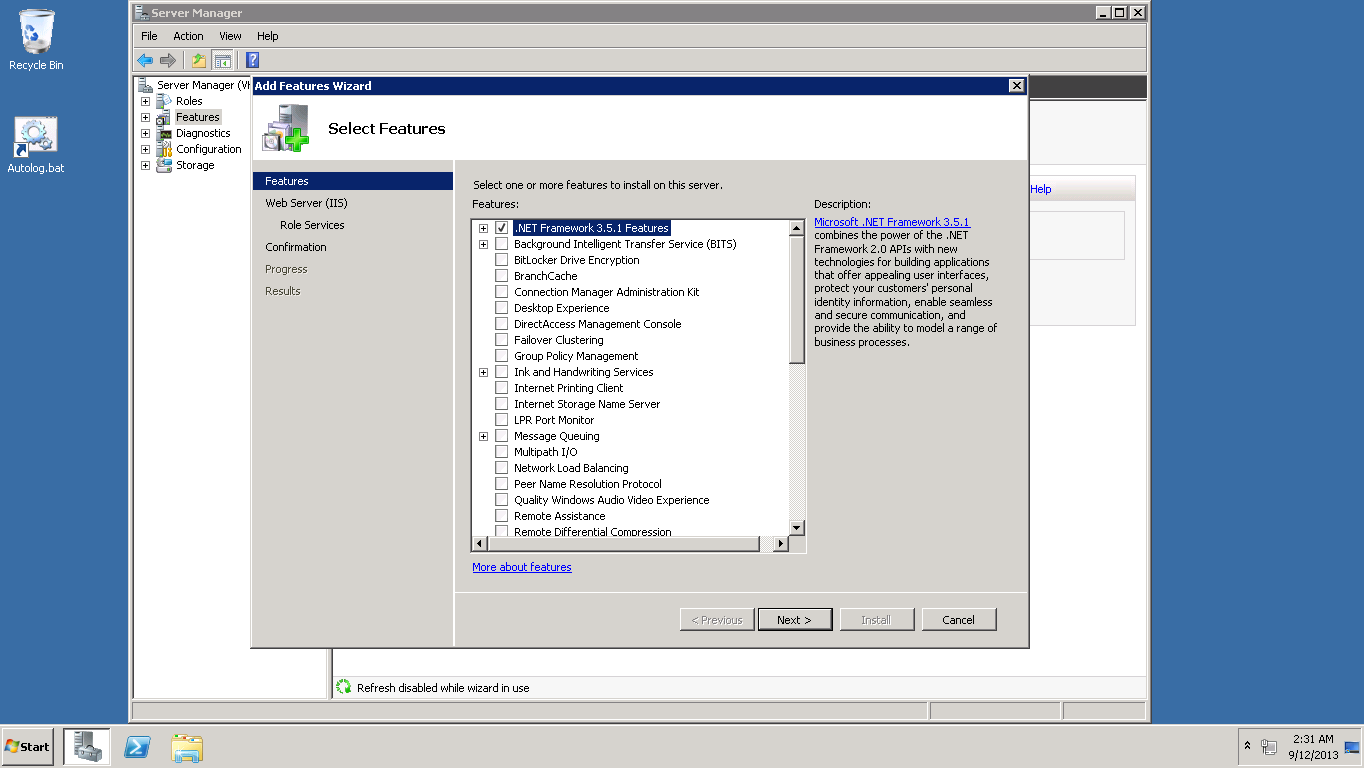 Recycle Bin
Autolog.bat
Server Manager
File Action View Help
Server Manager (
Roles
Features
Diagnostics
Configuration
Storage
Add Features Wizard
Select Features
Features
Web Server (IIS)
Role Services
Confirmation
Progress
Results
Select one or more features to install on this server.
Features:
.NET Framework 3.5.1 Features
Background Intelligent Transfer Service (BITS)
BitLocker Drive Encryption
BranchCache
Connection Manager Administration Kit
Desktop Experience
DirectAccess Management Console
Failover Clustering
Group Policy Management
Ink and Handwriting Services
Internet Printing Client
Internet Storage Name Server
LPR Port Monitor
Message Queuing
Multipath I/O
Network Load Balancing
Peer Name Resolution Protocol
Quality Windows Audio Video Experience
Remote Assistance
Remote Differential Compression
Description:
Microsoft .NET Framework 3.5.1
combines the power of the .NET
Framework 2.0 APIs with new
technologies for building applications
that offer appealing user interfaces,
protect your customers' personal
identity information, enable seamless
and secure communication, and
provide the ability to model a range of
business processes.
More about features
< Previous Next > Install Cancel
Help
Refresh disabled while wizard in use
Start
2:31 AM
9/12/2013